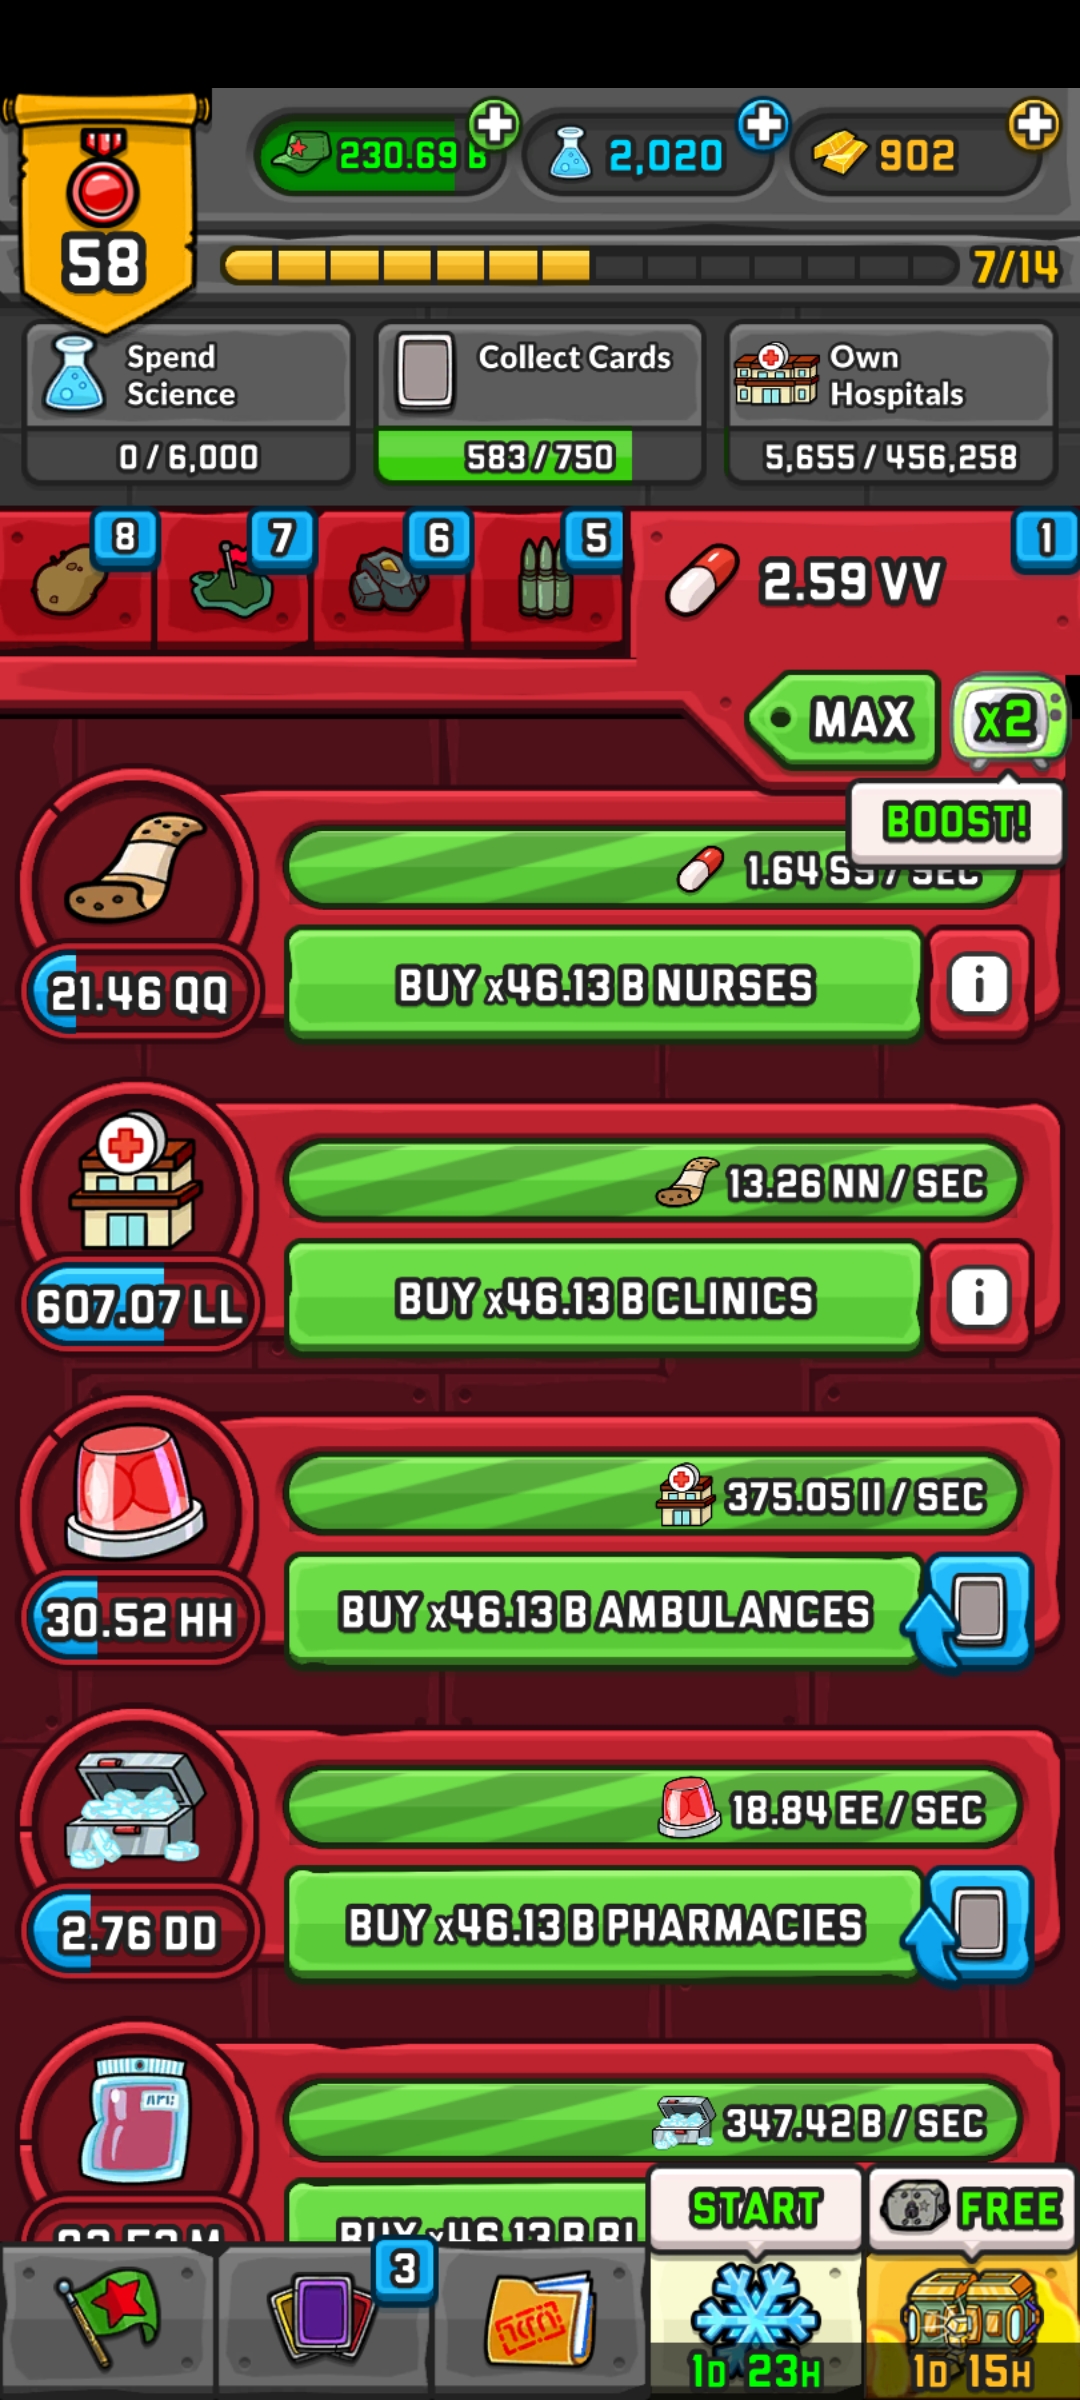 230.69 B
2,020
902
58
7/14
Spend
Science
0/6,000
Collect Cards
583/750
Own
Hospitals
5,655/456,258
8
7
6
5
1
2.59 VV
MAX
x2
BOOST!
1.64 SS / SEC
21.46 QQ
BUY x46.13 B NURSES
i
13.26 NN / SEC
607.07 LL
BUY x46.13 B CLINICS
i
375.05 II / SEC
30.52 HH
BUY x46.13 B AMBULANCES
18.84 EE / SEC
2.76 DD
BUY x46.13 B PHARMACIES
347.42 B / SEC
BUY x46.13 B BL
START
FREE
3
1D 23H
1D 15H